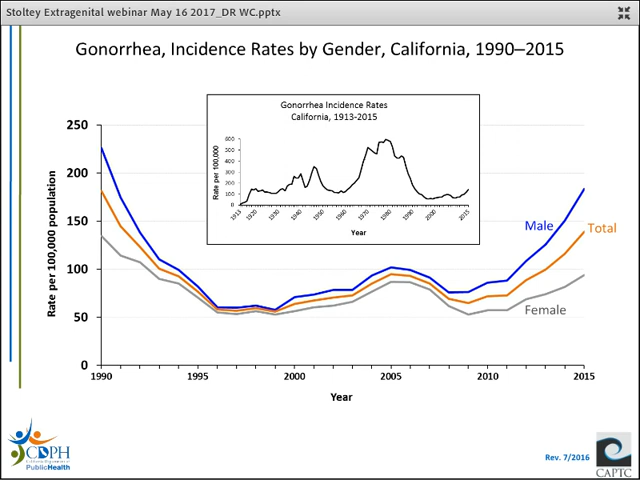 Stoltey Extragenital webinar May 16 2017_DR WC.pptx
Gonorrhea, Incidence Rates by Gender, California, 1990–2015
Gonorrhea Incidence Rates
California, 1913-2015
Rate per 100,000
600
500
400
300
200
100
0
1913
1920
1930
1940
1950
1960
1970
1980
1990
2000
2015
Year
Rate per 100,000 population
250
200
150
100
50
0
Male
Total
Female
1990
1995
2000
2005
2010
2015
Year
CDPH
PublicHealth
Rev. 7/2016
CAPTC